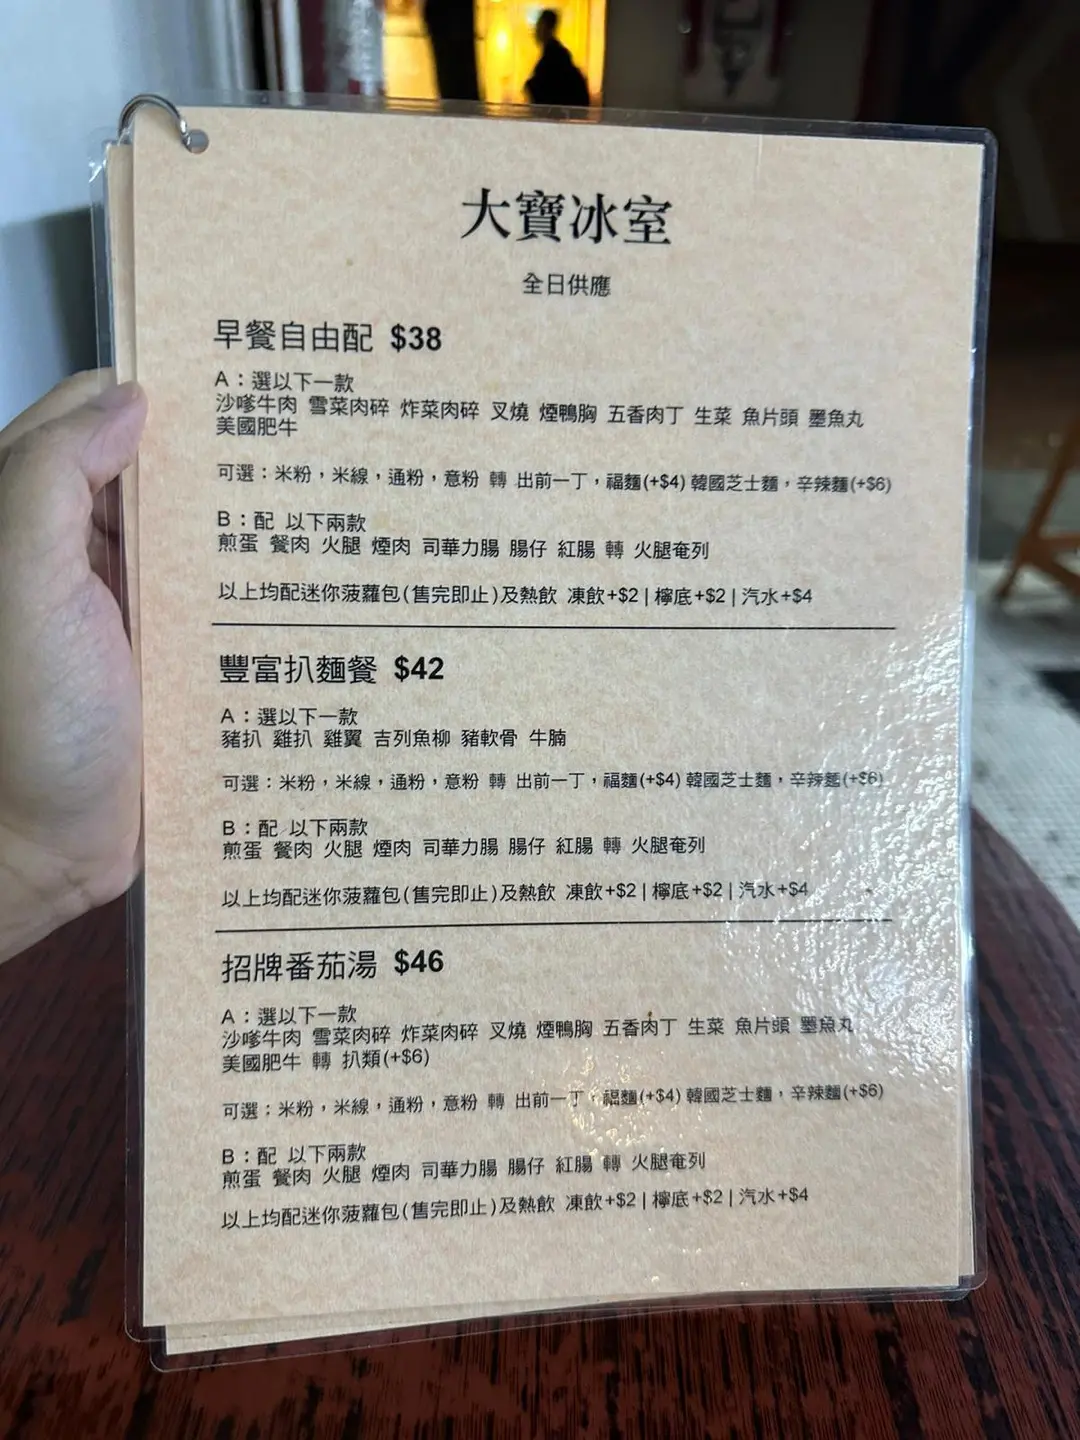 大寶冰室
全日供應
早餐自由配 $38
A：選以下一款
沙嗲牛肉 雪菜肉碎 炸菜肉碎 叉燒 煙鴨胸 五香肉丁 生菜 魚片頭 墨魚丸
美國肥牛
可選：米粉，米線，通粉，意粉 轉 出前一丁，福麵(+$4) 韓國芝士麵，辛辣麵(+$6)
B：配 以下兩款
煎蛋 餐肉 火腿 煙肉 司華力腸 腸仔 紅腸 轉 火腿奄列
以上均配迷你菠蘿包(售完即止)及熱飲 凍飲+$2 | 檸底+$2 | 汽水+$4
豐富扒麵餐 $42
A：選以下一款
豬扒 雞扒 雞翼 吉列魚柳 豬軟骨 牛腩
可選：米粉，米線，通粉，意粉 轉 出前一丁，福麵(+$4) 韓國芝士麵，辛辣麵(+$6)
B：配 以下兩款
煎蛋 餐肉 火腿 煙肉 司華力腸 腸仔 紅腸 轉 火腿奄列
以上均配迷你菠蘿包(售完即止)及熱飲 凍飲+$2 | 檸底+$2 | 汽水+$4
招牌番茄湯 $46
A：選以下一款
沙嗲牛肉 雪菜肉碎 炸菜肉碎 叉燒 煙鴨胸 五香肉丁 生菜 魚片頭 墨魚丸
美國肥牛 轉 扒類(+$6)
可選：米粉，米線，通粉，意粉 轉 出前一丁，福麵(+$4) 韓國芝士麵，辛辣麵(+$6)
B：配 以下兩款
煎蛋 餐肉 火腿 煙肉 司華力腸 腸仔 紅腸 轉 火腿奄列
以上均配迷你菠蘿包(售完即止)及熱飲 凍飲+$2 | 檸底+$2 | 汽水+$4